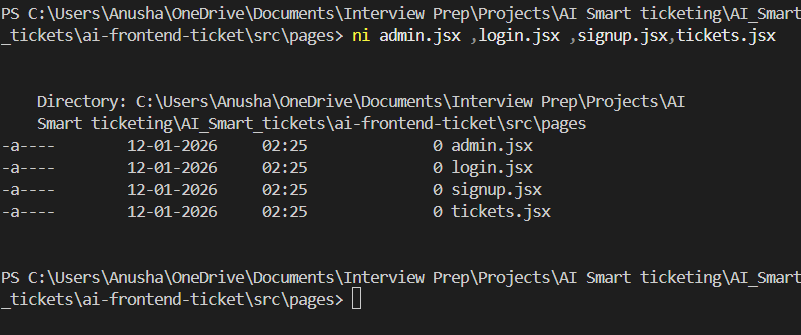 PS C:\Users\Anusha\OneDrive\Documents\Interview Prep\Projects\AI Smart ticketing\AI_Smart
_tickets\ai-frontend-ticket\src\pages> ni admin.jsx ,login.jsx ,signup.jsx,tickets.jsx
Directory: C:\Users\Anusha\OneDrive\Documents\Interview Prep\Projects\AI
Smart ticketing\AI_Smart_tickets\ai-frontend-ticket\src\pages
-a---- 12-01-2026 02:25 0 admin.jsx
-a---- 12-01-2026 02:25 0 login.jsx
-a---- 12-01-2026 02:25 0 signup.jsx
-a---- 12-01-2026 02:25 0 tickets.jsx
PS C:\Users\Anusha\OneDrive\Documents\Interview Prep\Projects\AI Smart ticketing\AI_Smart
_tickets\ai-frontend-ticket\src\pages>